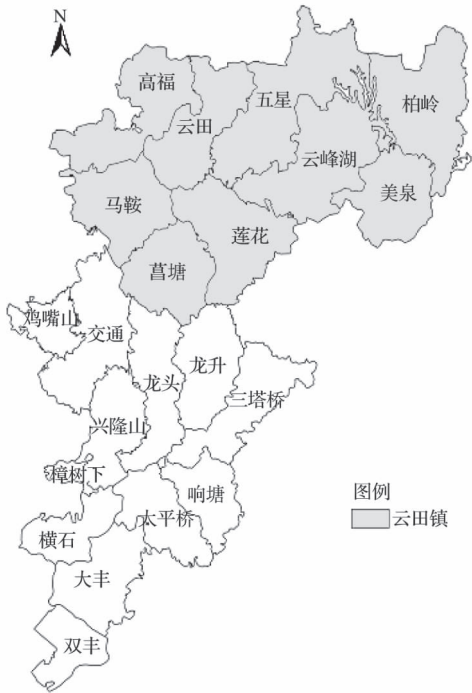 N
高福
五星
柏岭
云田
云峰湖
美泉
马鞍
莲花
菖塘
鸡嘴山
交通
龙头
龙升
三塔桥
兴隆山
樟树下
响塘
太平桥
横石
大丰
双丰
图例
云田镇